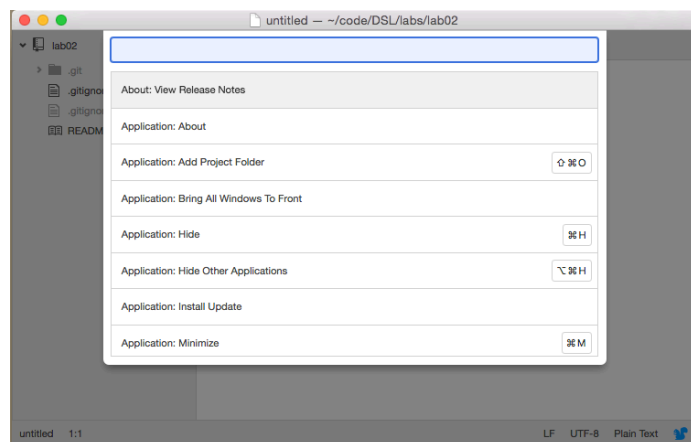 untitled — ~/code/DSL/labs/lab02
lab02
.git
.gitigno
.gitigno
READM
About: View Release Notes
Application: About
Application: Add Project Folder ⇧⌘O
Application: Bring All Windows To Front
Application: Hide ⌘H
Application: Hide Other Applications ⌥⌘H
Application: Install Update
Application: Minimize ⌘M
untitled 1:1 LF UTF-8 Plain Text